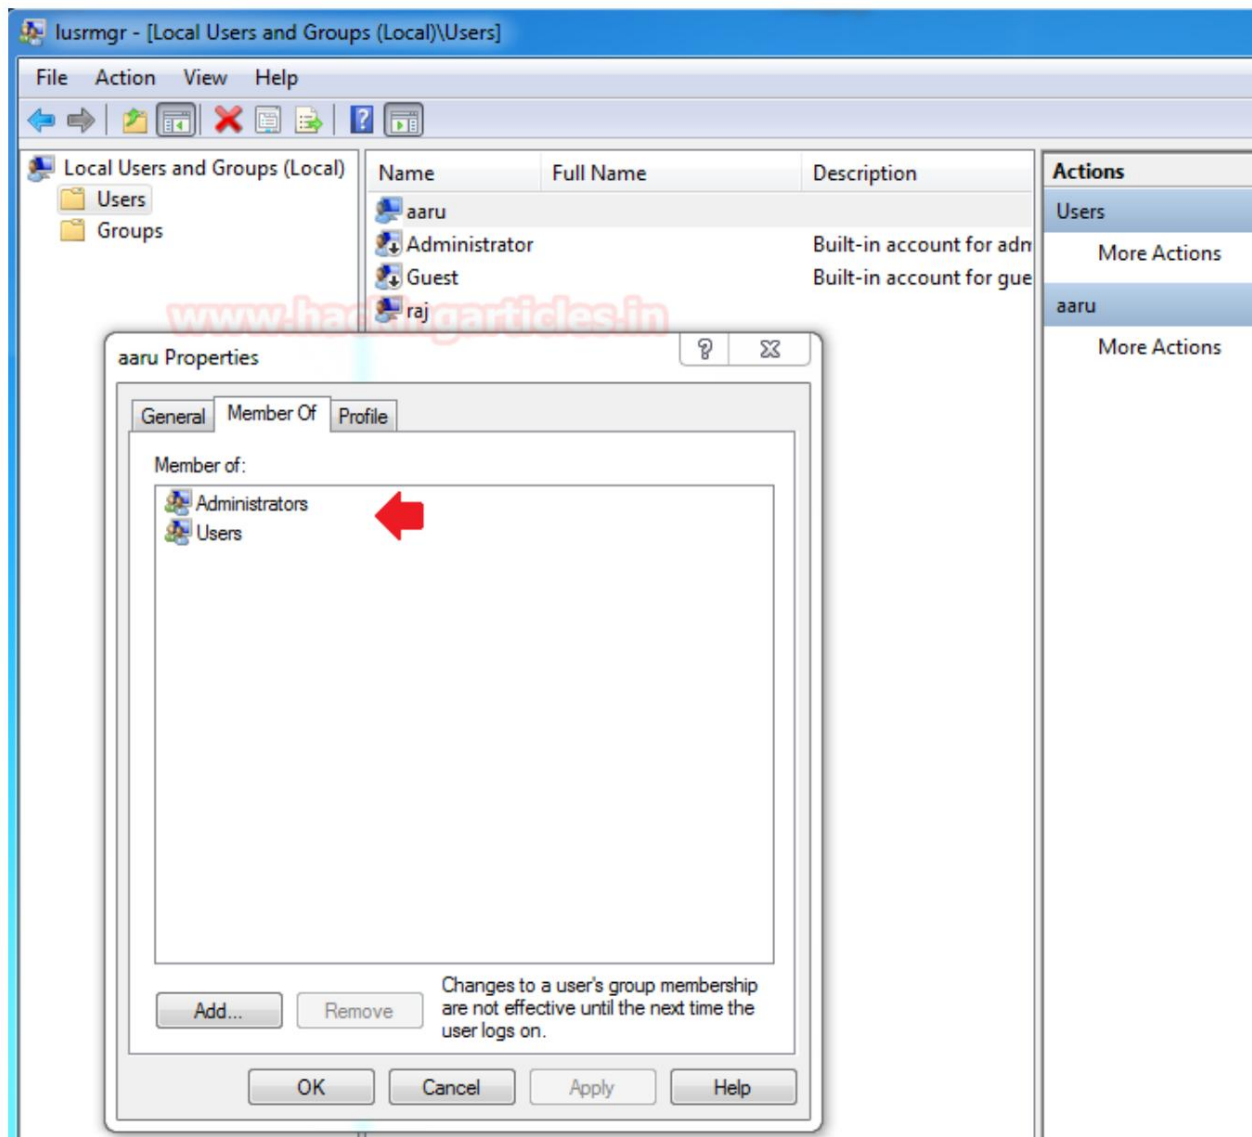 lusrmgr - [Local Users and Groups (Local)\Users]
File Action View Help
Local Users and Groups (Local)
Users
Groups
Name Full Name Description
aaru
Administrator Built-in account for adm
Guest Built-in account for gue
raj
Actions
Users
More Actions
aaru
More Actions
www.hackingarticles.in
aaru Properties
General Member Of Profile
Member of:
Administrators
Users
Add... Remove
Changes to a user's group membership
are not effective until the next time the
user logs on.
OK Cancel Apply Help